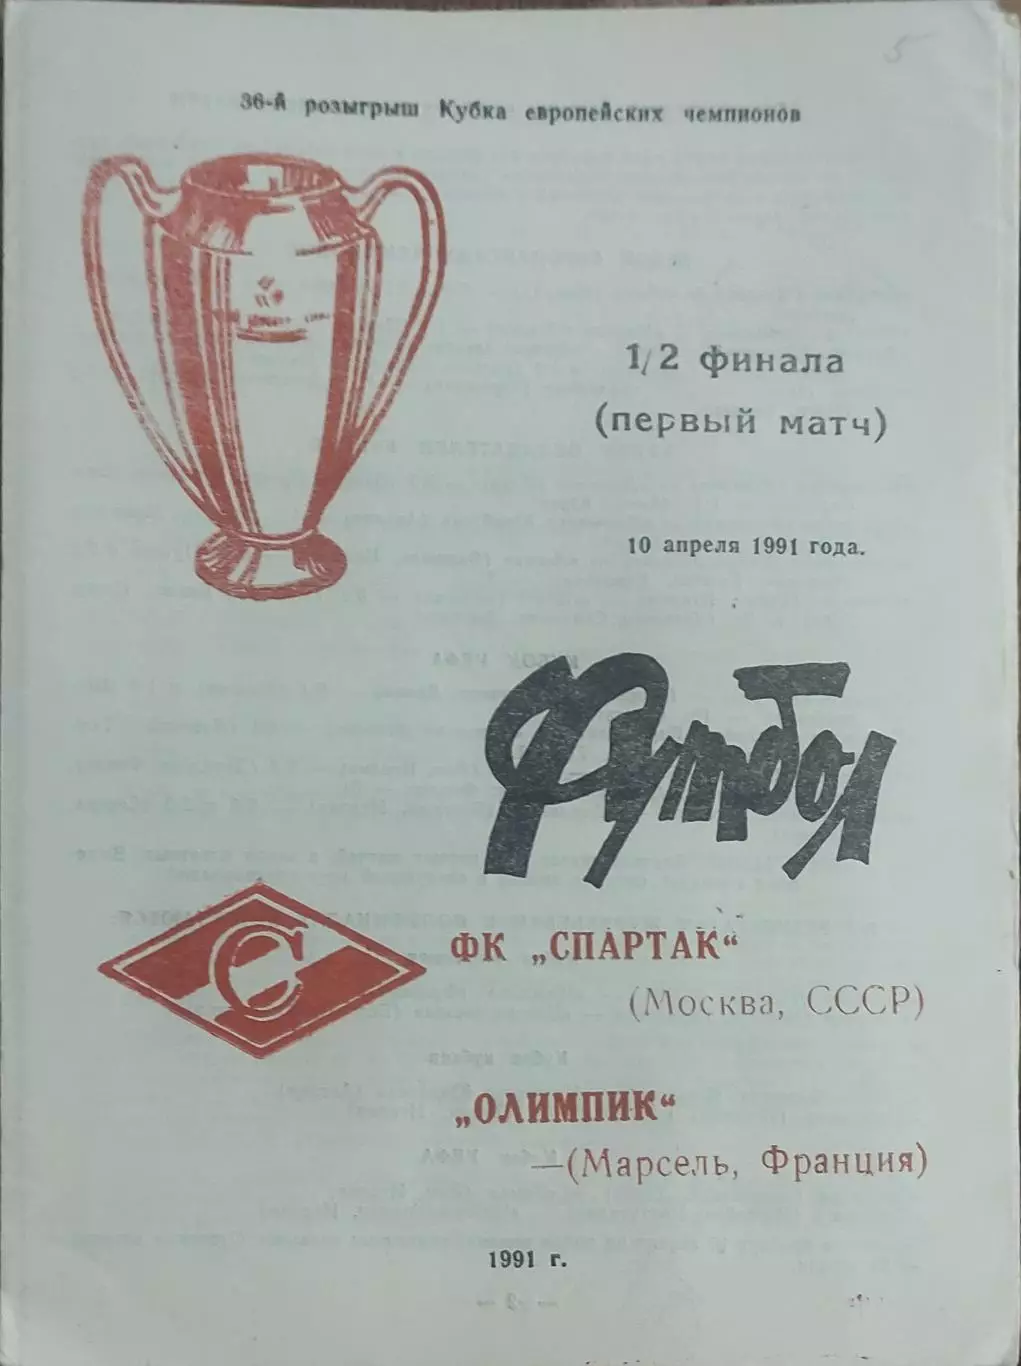 5
36-й розыгрыш Кубка европейских чемпионов
1/2 финала
(первый матч)
10 апреля 1991 года.
Футбол
С
ФК „СПАРТАК“
(Москва, СССР)
„ОЛИМПИК“
—(Марсель, Франция)
1991 г.